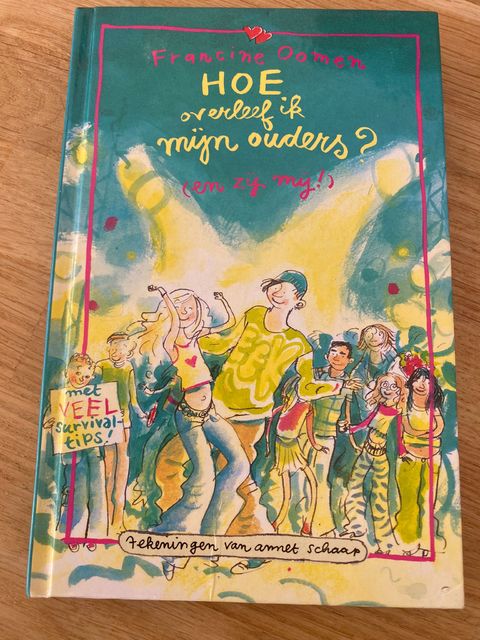 Francine Oomen
HOE
overleef ik
mijn ouders?
(en zij mij!)
met
VEEL
survival-
tips!
tekeningen van annet schaap